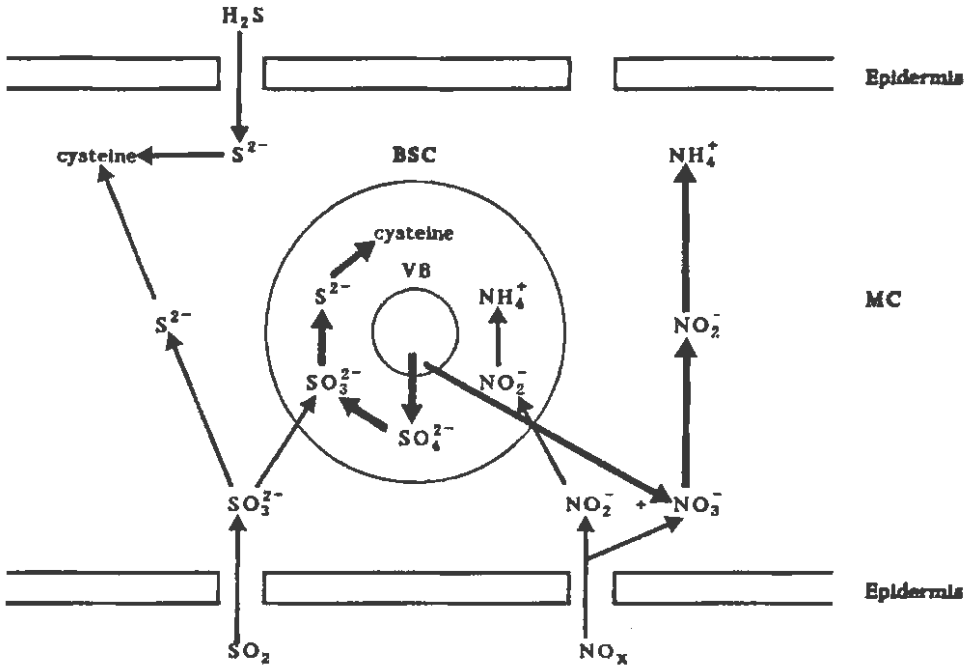 H₂S
Epidermis
cysteine S²⁻ BSC NH₄⁺
cysteine
VB
S²⁻ NH₄⁺ MC
S²⁻ NO₂⁻
SO₃²⁻ NO₂⁻
SO₄²⁻
SO₃²⁻ NO₂⁻ + NO₃⁻
Epidermis
SO₂ NOₓ